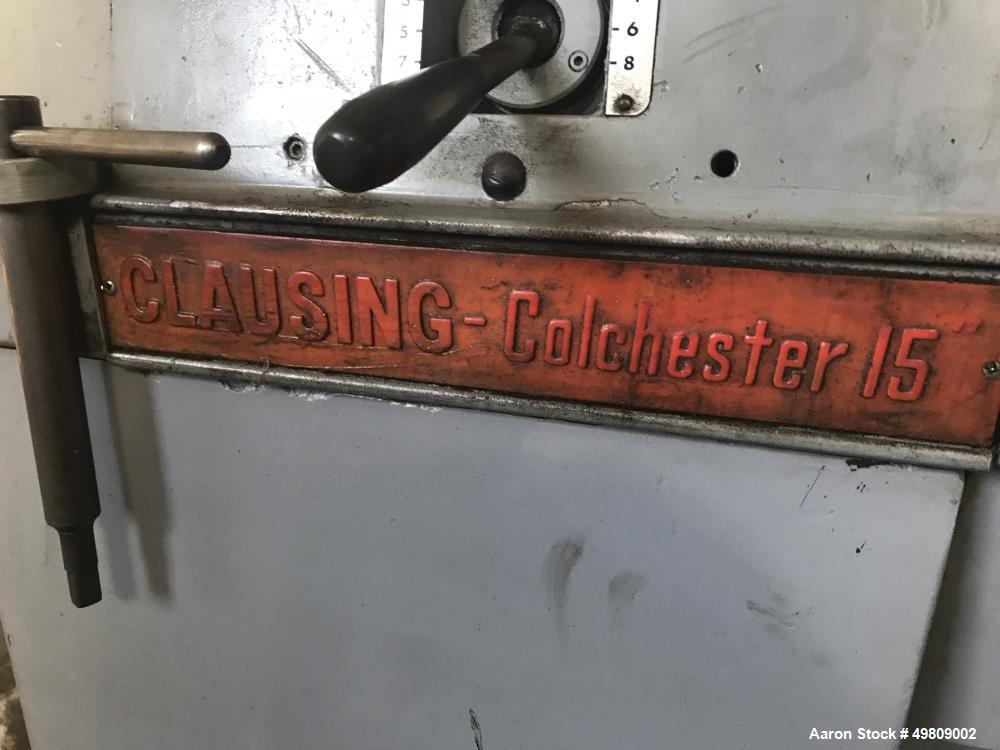 5
7
6
8
CLAUSING-Colchester 15"
Aaron Stock # 49809002